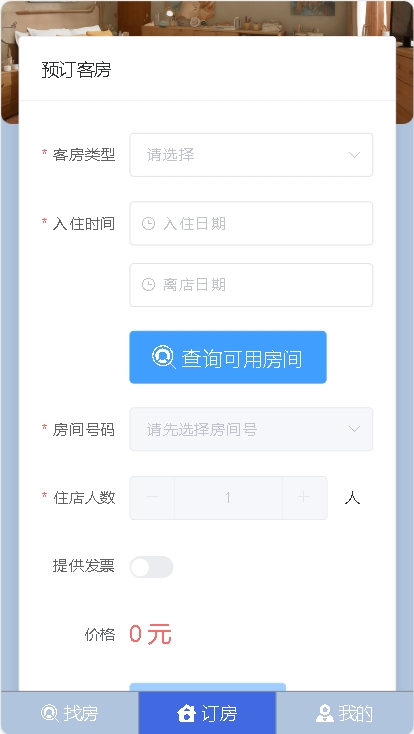 预订客房
* 客房类型 请选择
* 入住时间 入住日期
离店日期
查询可用房间
* 房间号码 请先选择房间号
* 住店人数 1 人
提供发票
价格 0 元
找房 订房 我的